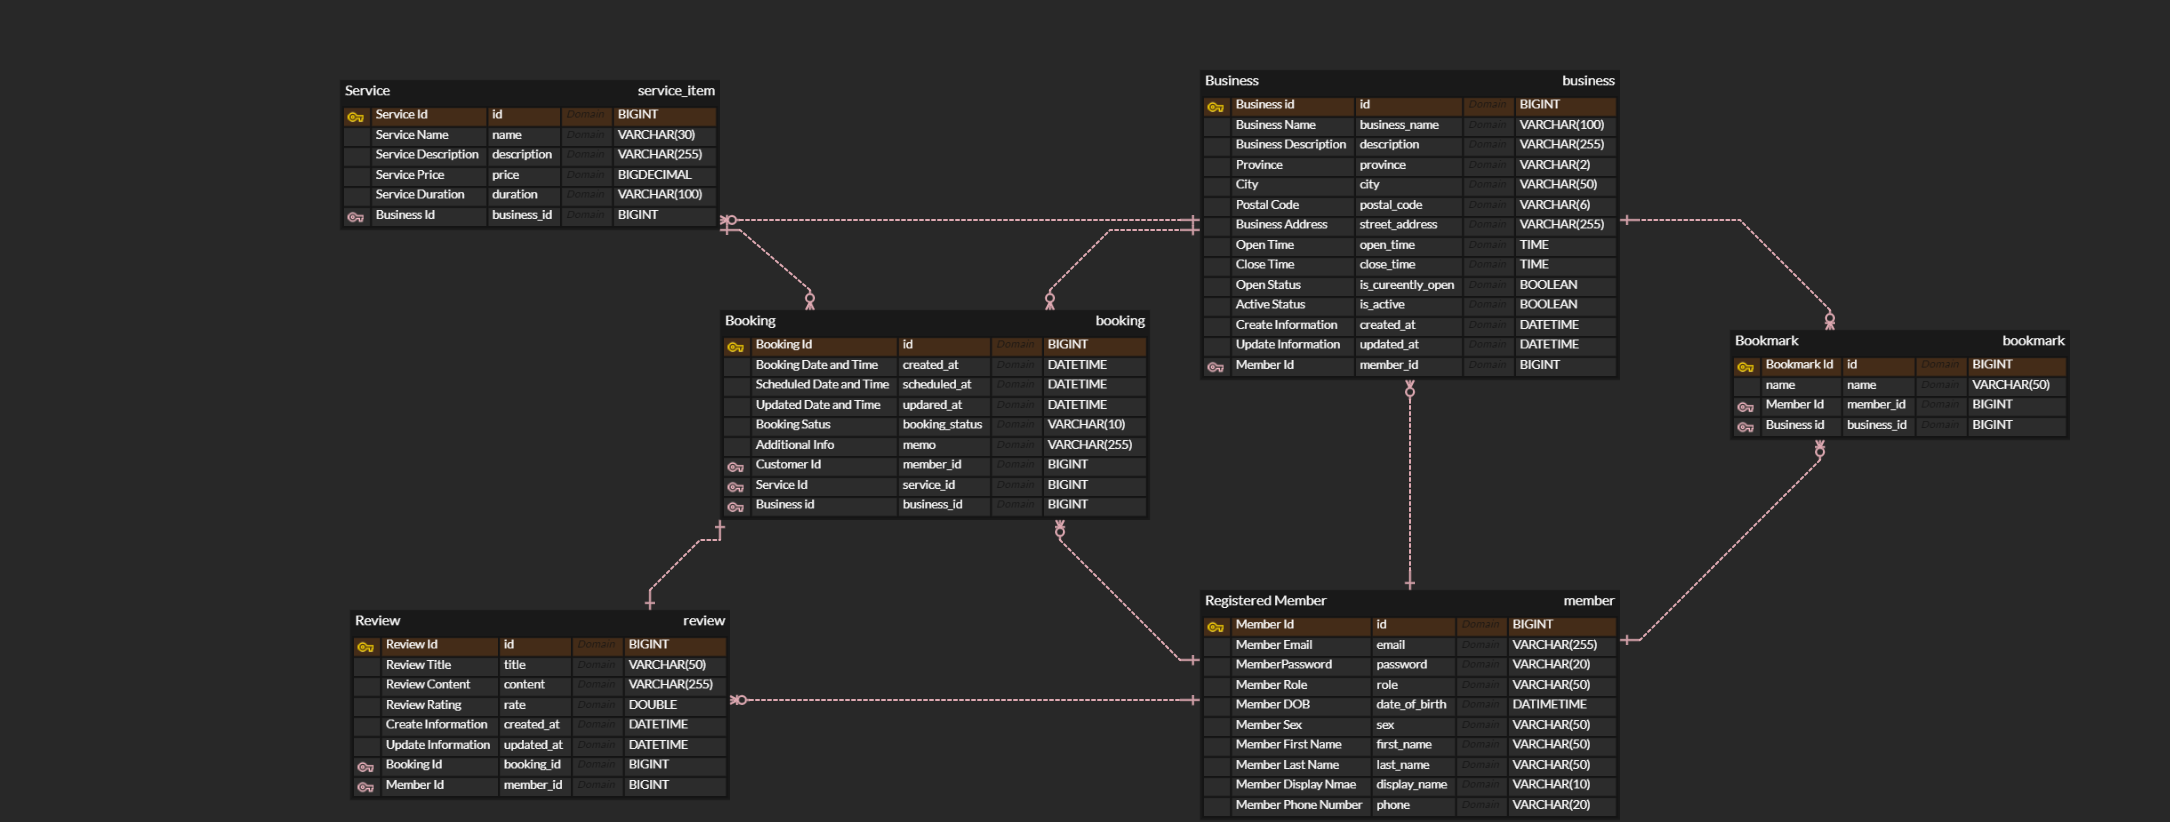 Service service_item
Service Id id Domain BIGINT
Service Name name Domain VARCHAR(30)
Service Description description Domain VARCHAR(255)
Service Price price Domain BIGDECIMAL
Service Duration duration Domain VARCHAR(100)
Business Id business_id Domain BIGINT
Business business
Business id id Domain BIGINT
Business Name business_name Domain VARCHAR(100)
Business Description description Domain VARCHAR(255)
Province province Domain VARCHAR(2)
City city Domain VARCHAR(50)
Postal Code postal_code Domain VARCHAR(6)
Business Address street_address Domain VARCHAR(255)
Open Time open_time Domain TIME
Close Time close_time Domain TIME
Open Status is_cureently_open Domain BOOLEAN
Active Status is_active Domain BOOLEAN
Create Information created_at Domain DATETIME
Update Information updated_at Domain DATETIME
Member Id member_id Domain BIGINT
Booking booking
Booking Id id Domain BIGINT
Booking Date and Time created_at Domain DATETIME
Scheduled Date and Time scheduled_at Domain DATETIME
Updated Date and Time updared_at Domain DATETIME
Booking Satus booking_status Domain VARCHAR(10)
Additional Info memo Domain VARCHAR(255)
Customer Id member_id Domain BIGINT
Service Id service_id Domain BIGINT
Business id business_id Domain BIGINT
Bookmark bookmark
Bookmark Id id Domain BIGINT
name name Domain VARCHAR(50)
Member Id member_id Domain BIGINT
Business id business_id Domain BIGINT
Review review
Review Id id Domain BIGINT
Review Title title Domain VARCHAR(50)
Review Content content Domain VARCHAR(255)
Review Rating rate Domain DOUBLE
Create Information created_at Domain DATETIME
Update Information updated_at Domain DATETIME
Booking Id booking_id Domain BIGINT
Member Id member_id Domain BIGINT
Registered Member member
Member Id id Domain BIGINT
Member Email email Domain VARCHAR(255)
MemberPassword password Domain VARCHAR(20)
Member Role role Domain VARCHAR(50)
Member DOB date_of_birth Domain DATIMETIME
Member Sex sex Domain VARCHAR(50)
Member First Name first_name Domain VARCHAR(50)
Member Last Name last_name Domain VARCHAR(50)
Member Display Nmae display_name Domain VARCHAR(10)
Member Phone Number phone Domain VARCHAR(20)